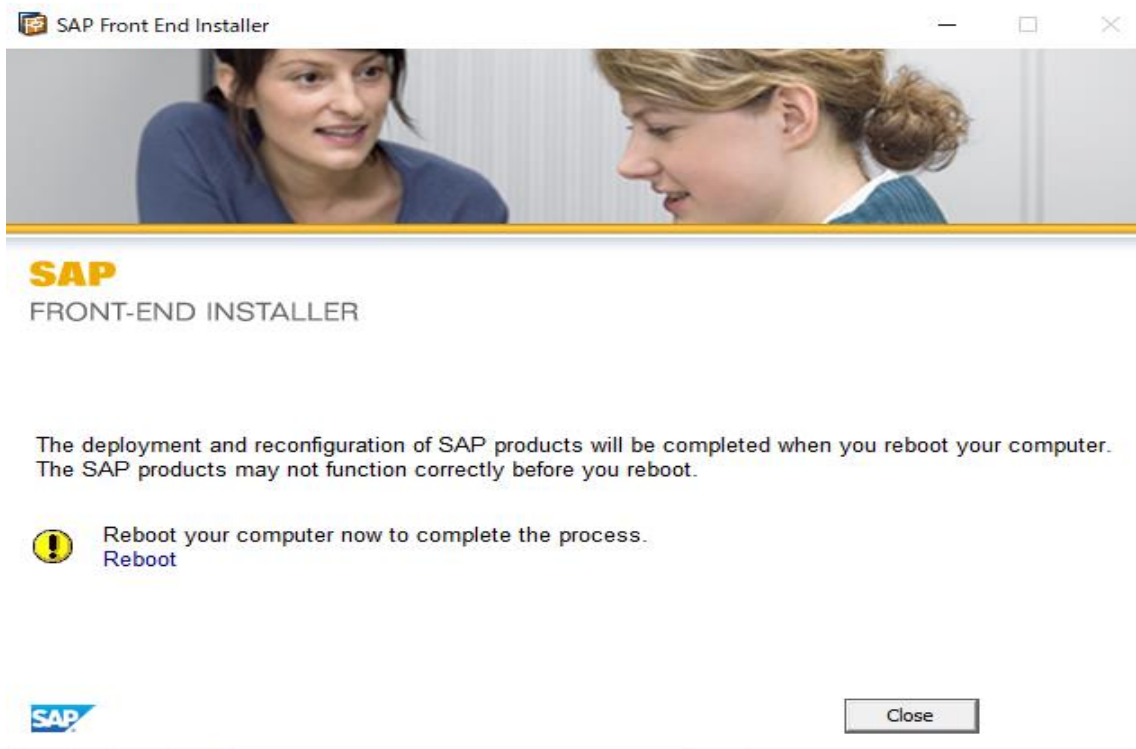 SAP Front End Installer
SAP
FRONT-END INSTALLER
The deployment and reconfiguration of SAP products will be completed when you reboot your computer.
The SAP products may not function correctly before you reboot.
Reboot your computer now to complete the process.
Reboot
SAP
Close